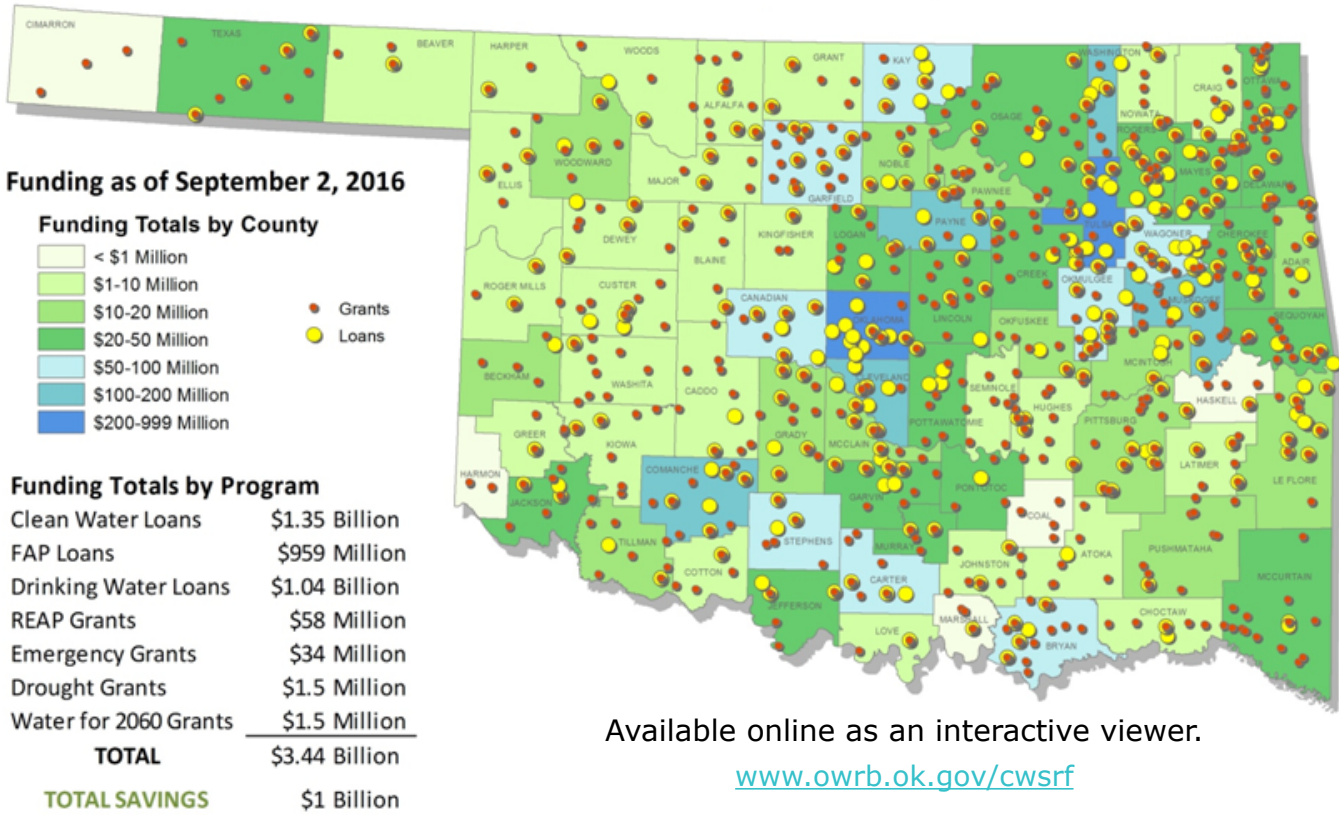 CIMARRON
TEXAS
BEAVER
HARPER
WOODS
ALFALFA
GRANT
KAY
OSAGE
WASHINGTON
NOWATA
CRAIG
OTTAWA
Funding as of September 2, 2016
Funding Totals by County
< $1 Million
$1-10 Million
$10-20 Million
$20-50 Million
$50-100 Million
$100-200 Million
$200-999 Million
Grants
Loans
ELLIS
WOODWARD
MAJOR
GARFIELD
NOBLE
PAWNEE
ROGERS
MAYES
DELAWARE
DEWEY
BLAINE
KINGFISHER
LOGAN
PAYNE
CREEK
TULSA
WAGONER
CHEROKEE
ADAIR
ROGER MILLS
CUSTER
CANADIAN
OKLAHOMA
LINCOLN
OKFUSKEE
OKMULGEE
MUSKOGEE
SEQUOYAH
BECKHAM
WASHITA
CADDO
GRADY
CLEVELAND
MCCLAIN
POTTAWATOMIE
SEMINOLE
HUGHES
MCINTOSH
PITTSBURG
HASKELL
LATIMER
LE FLORE
GREER
KIOWA
HARMON
JACKSON
COMANCHE
TILLMAN
COTTON
STEPHENS
GARVIN
MURRAY
PONTOTOC
COAL
ATOKA
PUSHMATAHA
MCCURTAIN
JEFFERSON
CARTER
LOVE
JOHNSTON
MARSHALL
BRYAN
CHOCTAW
Funding Totals by Program
Clean Water Loans $1.35 Billion
FAP Loans $959 Million
Drinking Water Loans $1.04 Billion
REAP Grants $58 Million
Emergency Grants $34 Million
Drought Grants $1.5 Million
Water for 2060 Grants $1.5 Million
TOTAL $3.44 Billion
TOTAL SAVINGS $1 Billion
Available online as an interactive viewer.
www.owrb.ok.gov/cwsrf